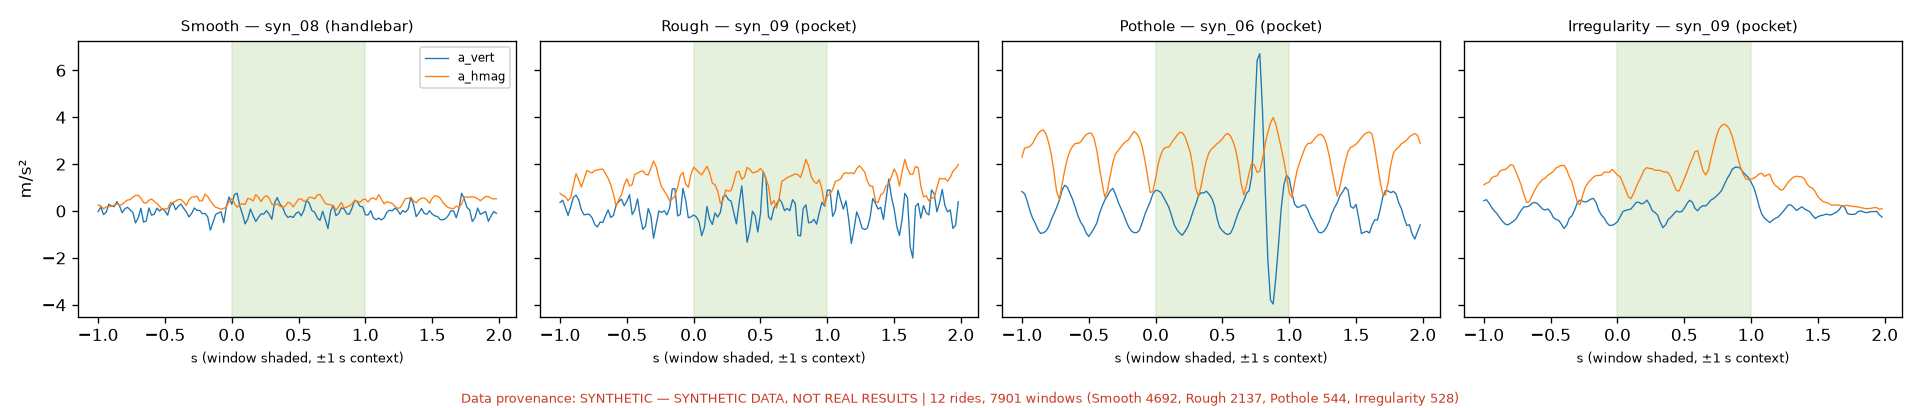 Smooth — syn_08 (handlebar)
Rough — syn_09 (pocket)
Pothole — syn_06 (pocket)
Irregularity — syn_09 (pocket)
a_vert
a_hmag
m/s²
6
4
2
0
−2
−4
−1.0 −0.5 0.0 0.5 1.0 1.5 2.0
−1.0 −0.5 0.0 0.5 1.0 1.5 2.0
−1.0 −0.5 0.0 0.5 1.0 1.5 2.0
−1.0 −0.5 0.0 0.5 1.0 1.5 2.0
s (window shaded, ±1 s context)
s (window shaded, ±1 s context)
s (window shaded, ±1 s context)
s (window shaded, ±1 s context)
Data provenance: SYNTHETIC — SYNTHETIC DATA, NOT REAL RESULTS | 12 rides, 7901 windows (Smooth 4692, Rough 2137, Pothole 544, Irregularity 528)